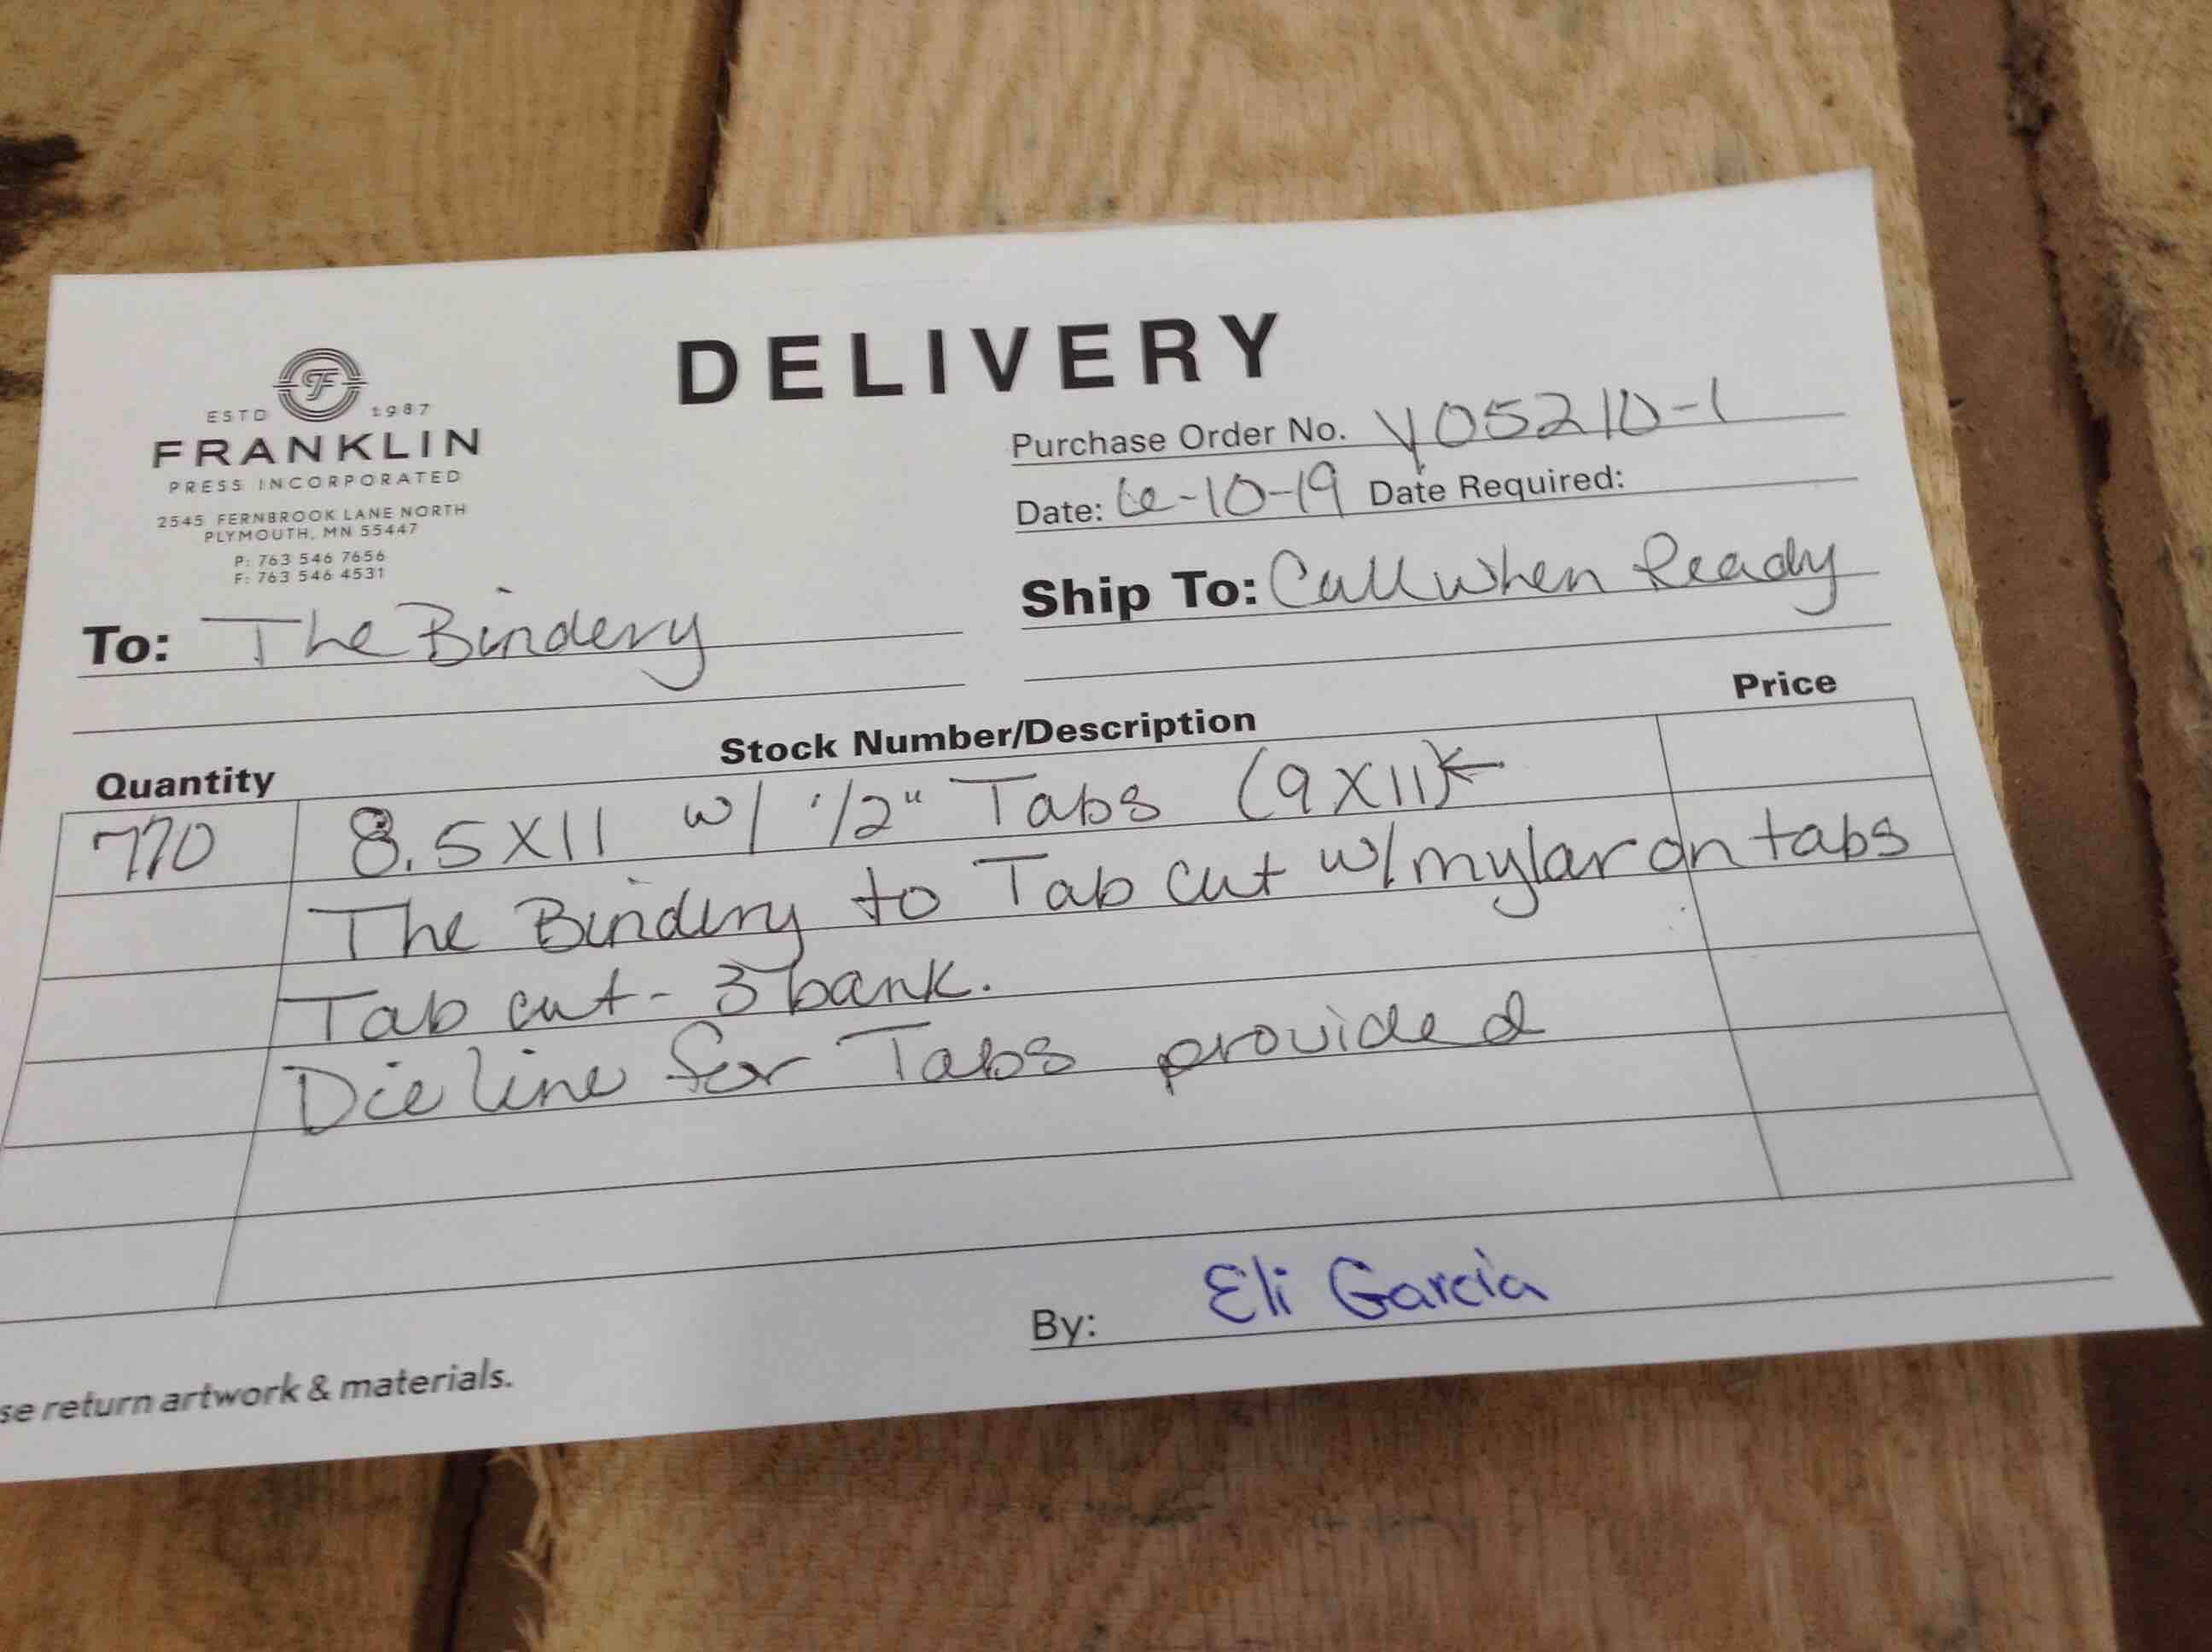 DELIVERY
ESTD 1987
FRANKLIN
PRESS INCORPORATED
2545 FERNBROOK LANE NORTH
PLYMOUTH, MN 55447
P: 763 546 7656
F: 763 546 4531
Purchase Order No. Y05210-1
Date: 6-10-19 Date Required:
To: The Bindery
Ship To: Call when Ready
Quantity Stock Number/Description Price
770 8.5X11 w/ 1/2" Tabs (9X11)←
The Bindery to Tab cut w/mylar on tabs
Tab cut - 3 bank.
Die line for Tabs provided
By: Eli Garcia
se return artwork & materials.